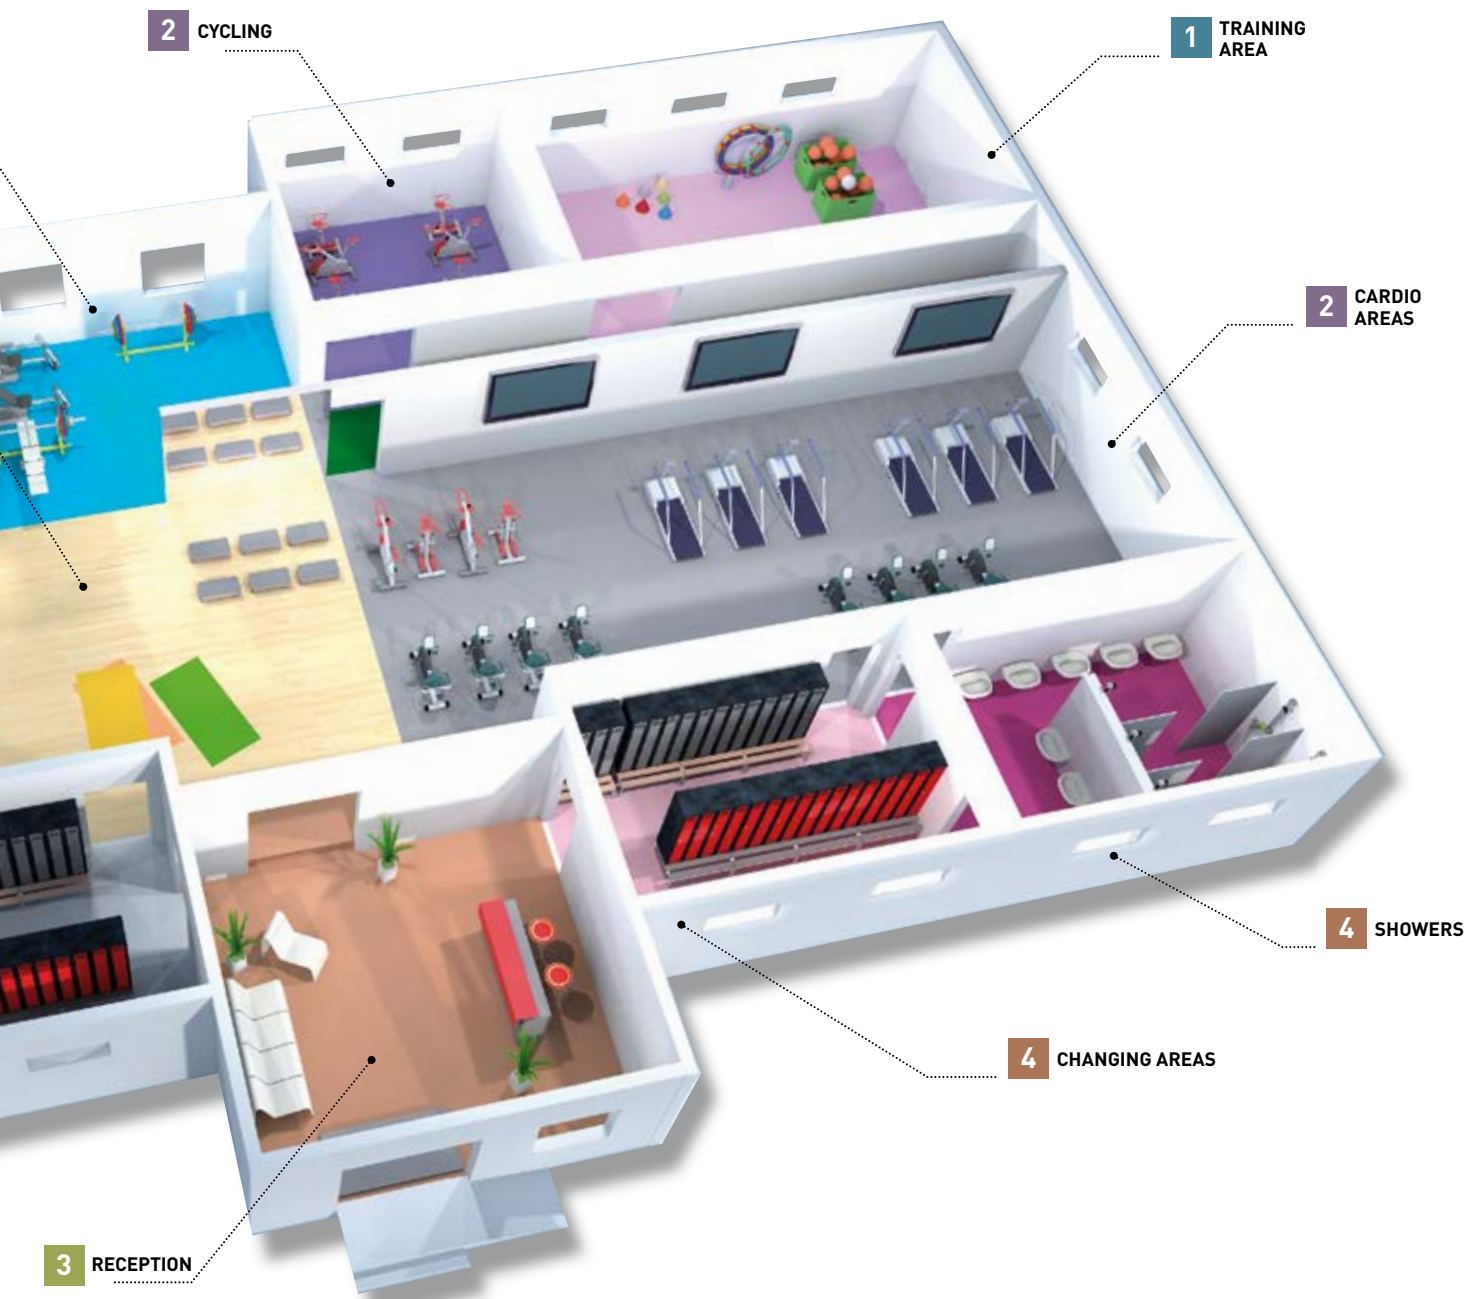 2 CYCLING
1 TRAINING
AREA
2 CARDIO
AREAS
4 SHOWERS
4 CHANGING AREAS
3 RECEPTION